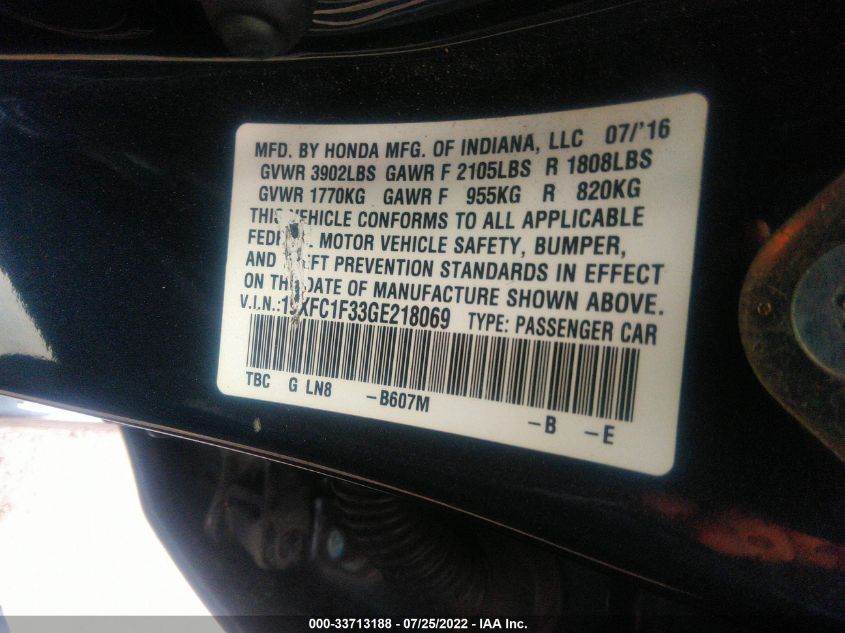 MFD. BY HONDA MFG. OF INDIANA, LLC 07/'16
GVWR 3902LBS GAWR F 2105LBS R 1808LBS
GVWR 1770KG GAWR F 955KG R 820KG
THIS VEHICLE CONFORMS TO ALL APPLICABLE
MOTOR VEHICLE SAFETY, BUMPER,
AND PREVENTION STANDARDS IN EFFECT
ON DATE OF MANUFACTURE SHOWN ABOVE.
V.I.N.:19XFC1F33GE218069 TYPE: PASSENGER CAR
TBC G LN8 -B607M -B -E
000-33713188 - 07/25/2022 - IAA Inc.